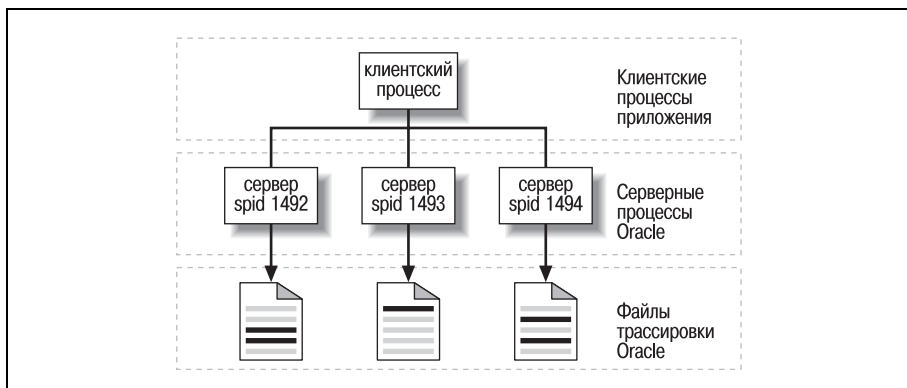 клиентский
процесс
Клиентские
процессы
приложения
сервер
spid 1492
сервер
spid 1493
сервер
spid 1494
Серверные
процессы
Oracle
Файлы
трассировки
Oracle